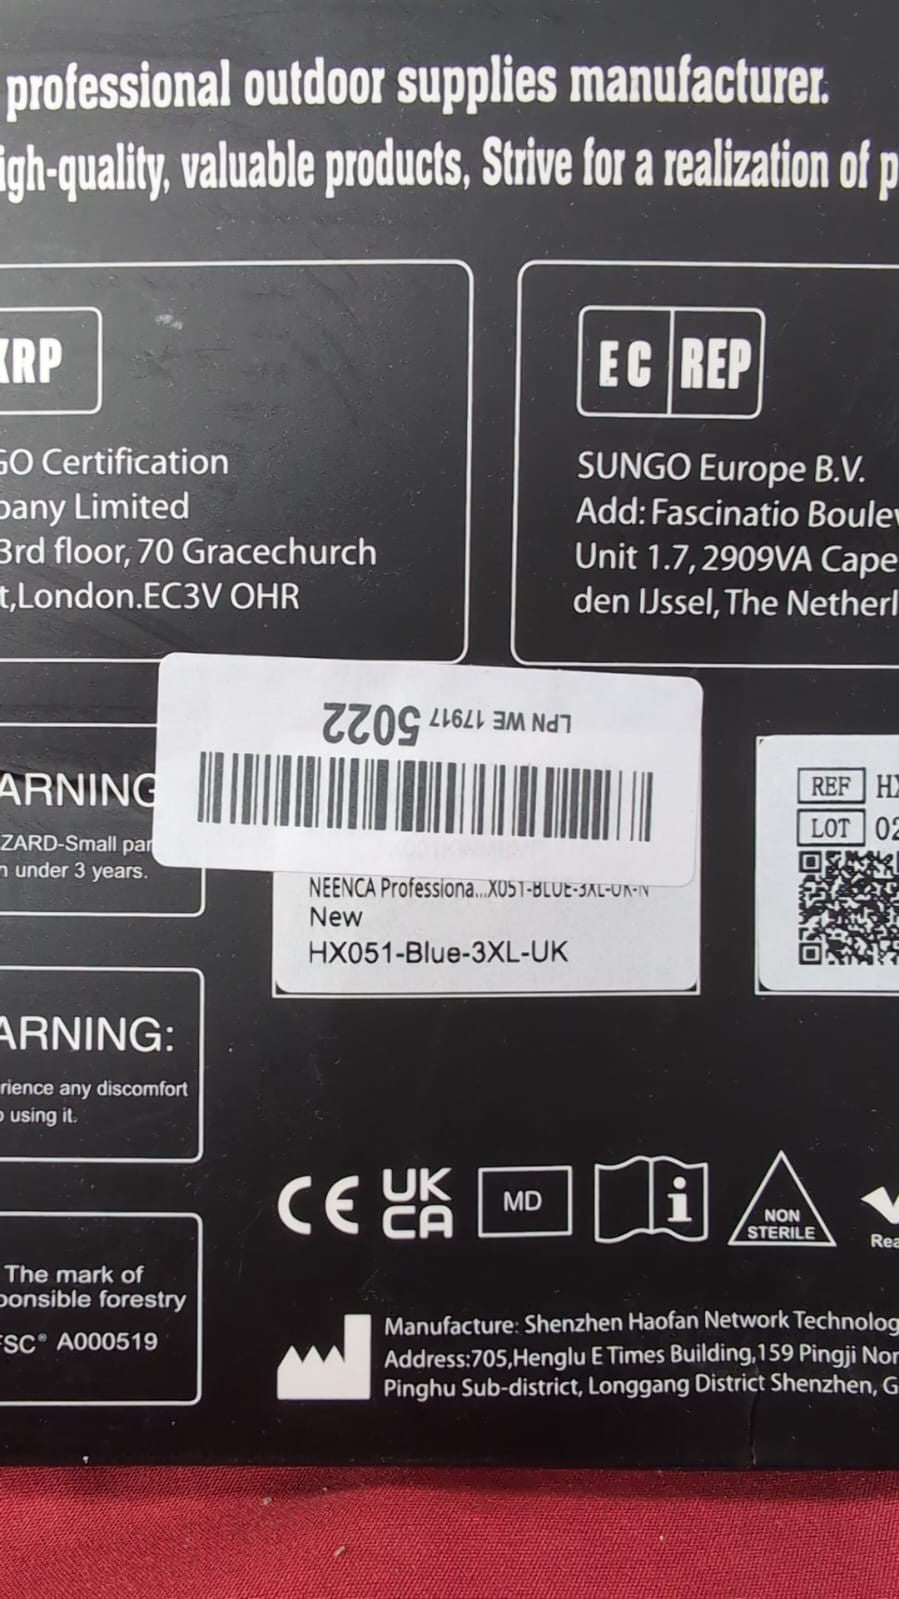 professional outdoor supplies manufacturer.
igh-quality, valuable products, Strive for a realization of p
KRP
GO Certification
pany Limited
3rd floor, 70 Gracechurch
t,London.EC3V OHR
EC REP
SUNGO Europe B.V.
Add: Fascinatio Boulev
Unit 1.7, 2909VA Cape
den IJssel, The Netherl
LPN WE 17917 5022
ARNING
ZARD-Small par
n under 3 years.
NEENCA Professiona...X051-BLUE-3XL-UK-N
New
HX051-Blue-3XL-UK
REF HX
LOT 02
ARNING:
rience any discomfort
p using it.
CE UK CA MD i NON STERILE
Rea
The mark of
ponsible forestry
FSC® A000519
Manufacture: Shenzhen Haofan Network Technolog
Address:705,Henglu E Times Building,159 Pingji Nor
Pinghu Sub-district, Longgang District Shenzhen, G